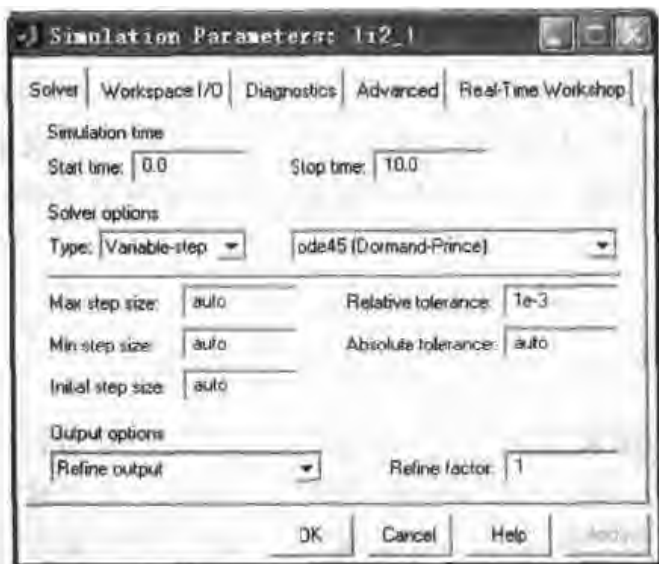 Simulation Parameters: li2_1
Solver Workspace I/O Diagnostics Advanced Real-Time Workshop
Simulation time
Start time: 0.0 Stop time: 10.0
Solver options
Type: Variable-step ode45 (Dormand-Prince)
Max step size: auto Relative tolerance: 1e-3
Min step size: auto Absolute tolerance: auto
Initial step size: auto
Output options
Refine output Refine factor: 1
OK Cancel Help Apply